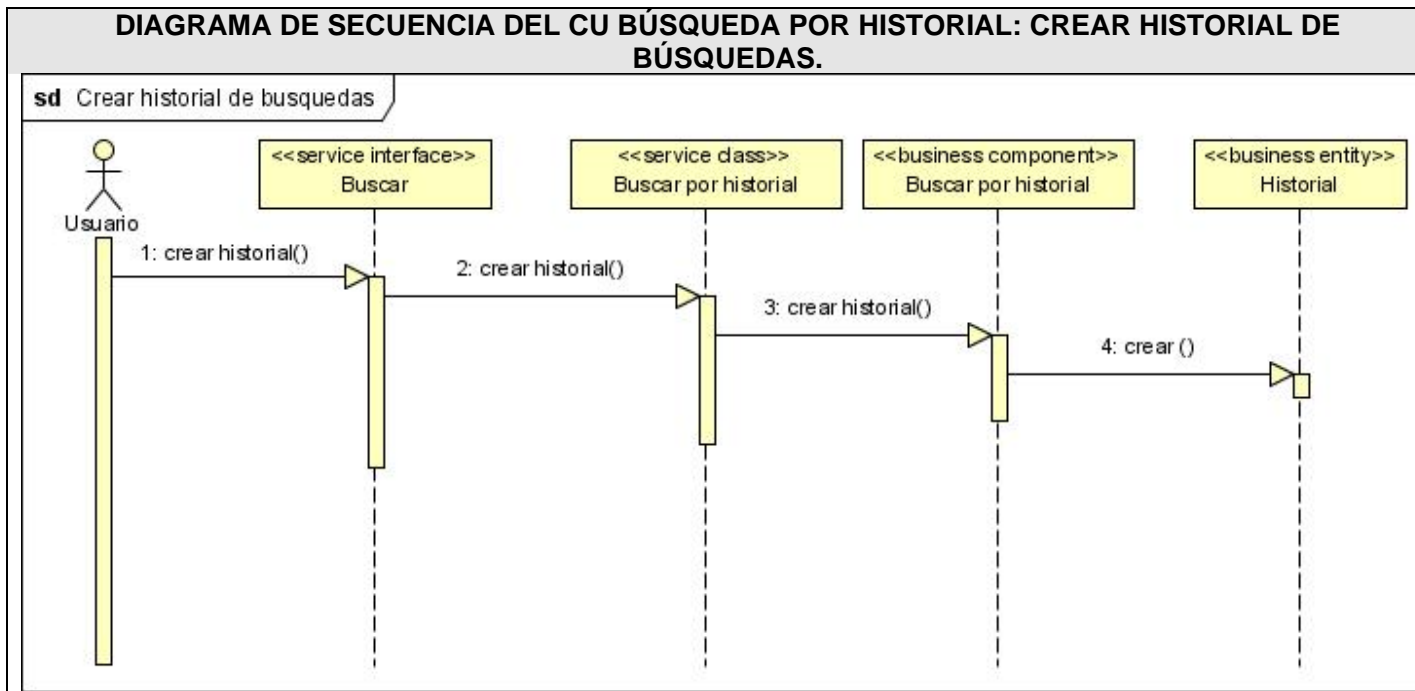 DIAGRAMA DE SECUENCIA DEL CU BÚSQUEDA POR HISTORIAL: CREAR HISTORIAL DE
BÚSQUEDAS.
sd Crear historial de busquedas
Usuario
<<service interface>>
Buscar
<<service class>>
Buscar por historial
<<business component>>
Buscar por historial
<<business entity>>
Historial
1: crear historial()
2: crear historial()
3: crear historial()
4: crear ()